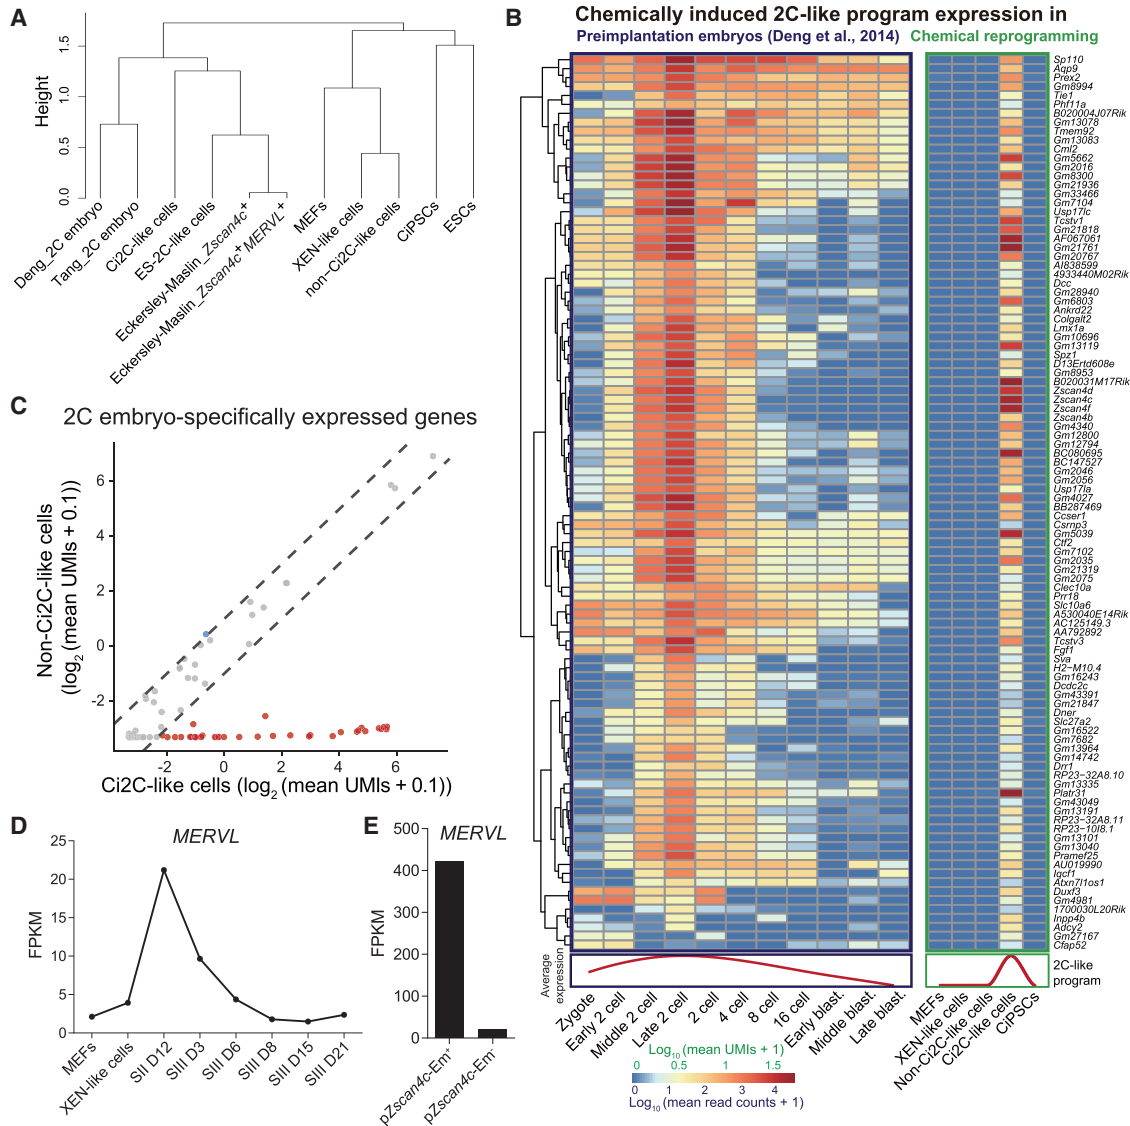 A
1.5
1.0
0.5
0.0
Height
Deng_2C embryo
Tang_2C embryo
Ci2C-like cells
ES-2C-like cells
Eckersley-Maslin_Zscan4c+
Eckersley-Maslin_Zscan4c+MERVL+
MEFs
XEN-like cells
non-Ci2C-like cells
CiPSCs
ESCs
B
Chemically induced 2C-like program expression in
Preimplantation embryos (Deng et al., 2014)
Chemical reprogramming
Sp110
Aqp9
Prex2
Gm8994
Tie1
Phf11a
B020004J07Rik
Gm13078
Tmem92
Gm13083
Cml2
Gm5662
Gm2016
Gm8300
Gm21936
Gm33466
Gm7104
Usp17lc
Tcstv1
Gm21818
AF067061
Gm21761
Gm20767
AI838599
4933440M02Rik
Dcc
Gm28940
Gm6803
Ankrd22
Colgalt2
Lmx1a
Gm10696
Gm13119
Spz1
D13Ertd608e
Gm8953
B020031M17Rik
Zscan4d
Zscan4c
Zscan4f
Zscan4b
Gm4340
Gm12800
Gm12794
BC080695
BC147527
Gm2046
Gm2056
Usp17la
Gm4027
BB287469
Ccser1
Csrnp3
Gm5039
Ctf2
Gm7102
Gm2035
Gm21319
Gm2075
Clec10a
Prr18
Slc10a6
A530040E14Rik
AC125149.3
AA792892
Tcstv3
Fgf1
Sva
H2−M10.4
Gm16243
Dcdc2c
Gm43391
Gm21847
Dner
Slc27a2
Gm16522
Gm7682
Gm13964
Gm14742
Drr1
RP23−32A8.10
Gm13335
Platr31
Gm43049
Gm13191
RP23−32A8.11
RP23−10I8.1
Gm13101
Gm13040
Pramef25
AU019990
Iqcf1
Atxn7l1os1
Duxf3
Gm4981
1700030L20Rik
Inpp4b
Adcy2
Gm27167
Cfap52
Average
expression
2C-like
program
Zygote
Early 2 cell
Middle 2 cell
Late 2 cell
2 cell
4 cell
8 cell
16 cell
Early blast.
Middle blast.
Late blast.
MEFs
XEN-like cells
Non-Ci2C-like cells
Ci2C-like cells
CiPSCs
Log10 (mean UMIs + 1)
0 0.5 1 1.5
0 1 2 3 4
Log10 (mean read counts + 1)
C
2C embryo-specifically expressed genes
Non-Ci2C-like cells
(log2 (mean UMIs + 0.1))
6
4
2
0
-2
-2 0 2 4 6
Ci2C-like cells (log2 (mean UMIs + 0.1))
D
MERVL
FPKM
25
20
15
10
5
0
MEFs
XEN-like cells
SII D12
SIII D3
SIII D6
SIII D8
SIII D15
SIII D21
E
MERVL
FPKM
500
400
300
200
100
0
pZscan4c-Em+
pZscan4c-Em-